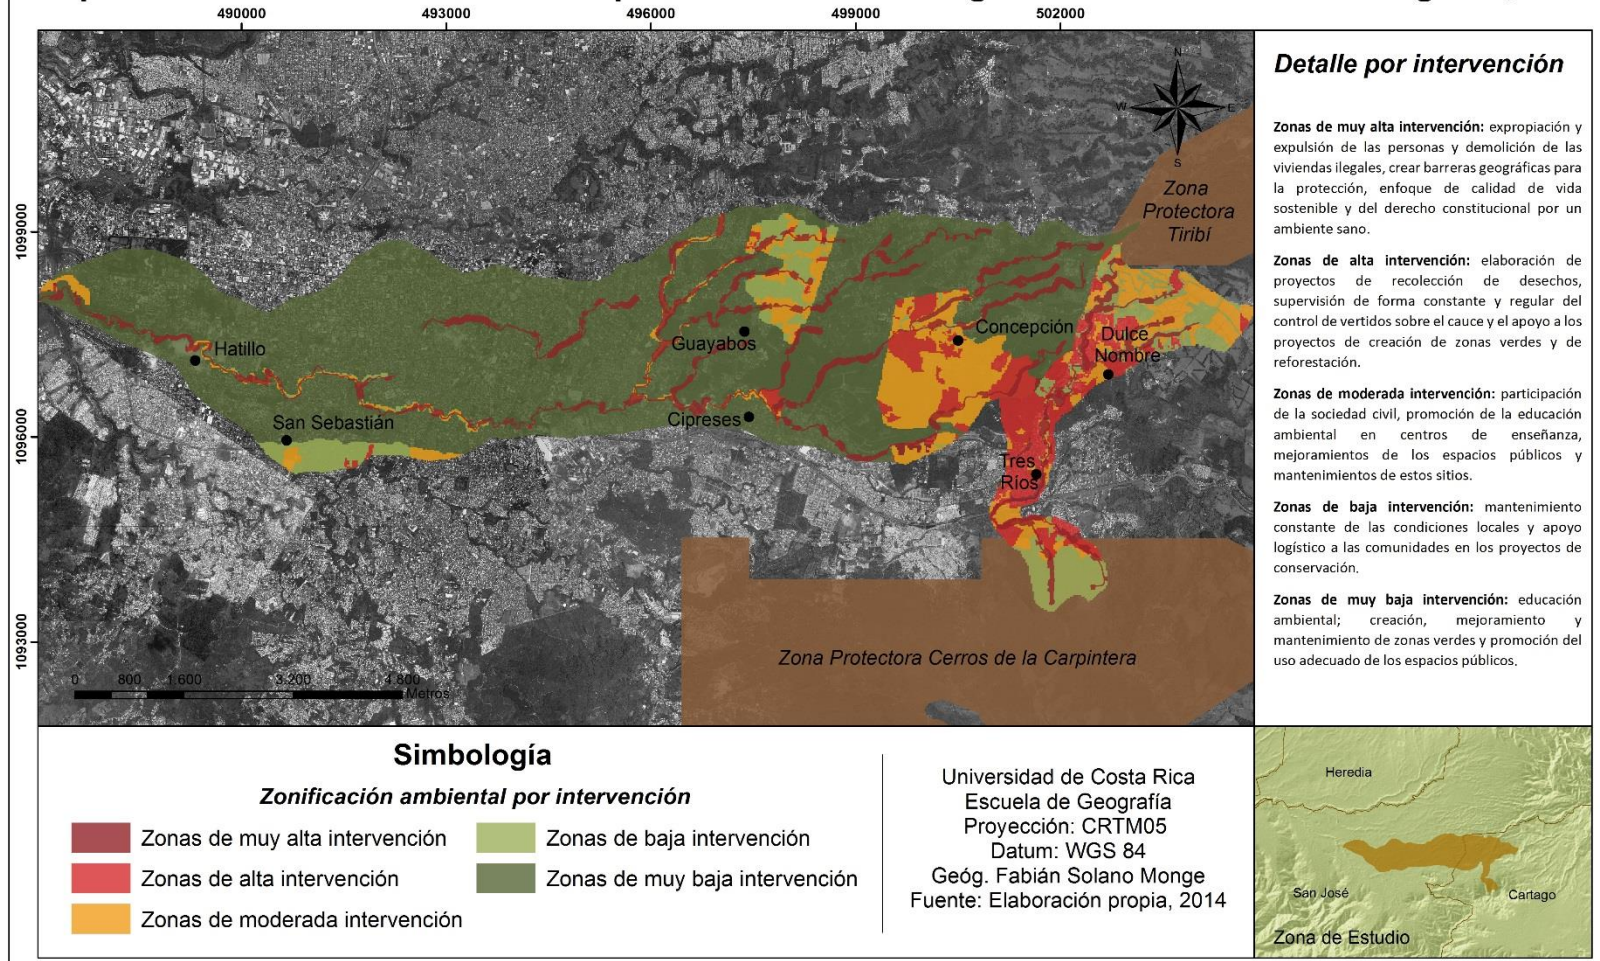 490000 493000 496000 499000 502000
1099000
1096000
1093000
N
W E
S
Zona
Protectora
Tiribí
Hatillo
San Sebastián
Guayabos
Cipreses
Concepción
Dulce
Nombre
Tres
Ríos
Zona Protectora Cerros de la Carpintera
0 800 1.600 3.200 4.800
Metros
Detalle por intervención
Zonas de muy alta intervención: expropiación y
expulsión de las personas y demolición de las
viviendas ilegales, crear barreras geográficas para
la protección, enfoque de calidad de vida
sostenible y del derecho constitucional por un
ambiente sano.
Zonas de alta intervención: elaboración de
proyectos de recolección de desechos,
supervisión de forma constante y regular del
control de vertidos sobre el cauce y el apoyo a los
proyectos de creación de zonas verdes y de
reforestación.
Zonas de moderada intervención: participación
de la sociedad civil, promoción de la educación
ambiental en centros de enseñanza,
mejoramientos de los espacios públicos y
mantenimientos de estos sitios.
Zonas de baja intervención: mantenimiento
constante de las condiciones locales y apoyo
logístico a las comunidades en los proyectos de
conservación.
Zonas de muy baja intervención: educación
ambiental; creación, mejoramiento y
mantenimiento de zonas verdes y promoción del
uso adecuado de los espacios públicos.
Simbología
Zonificación ambiental por intervención
Zonas de muy alta intervención
Zonas de alta intervención
Zonas de moderada intervención
Zonas de baja intervención
Zonas de muy baja intervención
Universidad de Costa Rica
Escuela de Geografía
Proyección: CRTM05
Datum: WGS 84
Geóg. Fabián Solano Monge
Fuente: Elaboración propia, 2014
Heredia
San José
Cartago
Zona de Estudio